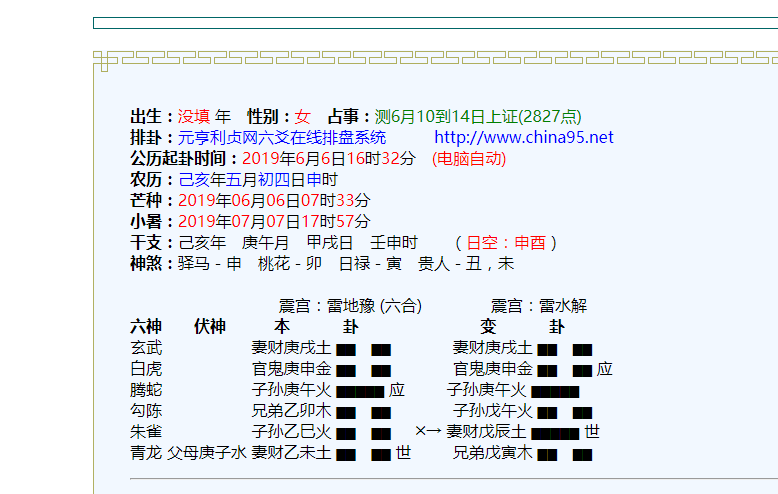 出生：没填 年 性别：女 占事：测6月10到14日上证(2827点)
排卦：元亨利贞网六爻在线排盘系统 http://www.china95.net
公历起卦时间：2019年6月6日16时32分 (电脑自动)
农历：己亥年五月初四日申时
芒种：2019年06月06日07时33分
小暑：2019年07月07日17时57分
干支：己亥年 庚午月 甲戌日 壬申时 （日空：申酉）
神煞：驿马－申 桃花－卯 日禄－寅 贵人－丑，未
震宫：雷地豫 (六合) 震宫：雷水解
六神 伏神 本 卦 变 卦
玄武 妻财庚戌土 妻财庚戌土
白虎 官鬼庚申金 官鬼庚申金 应
腾蛇 子孙庚午火 应 子孙庚午火
勾陈 兄弟乙卯木 子孙戊午火
朱雀 子孙乙巳火 ×→ 妻财戊辰土 世
青龙 父母庚子水 妻财乙未土 世 兄弟戊寅木